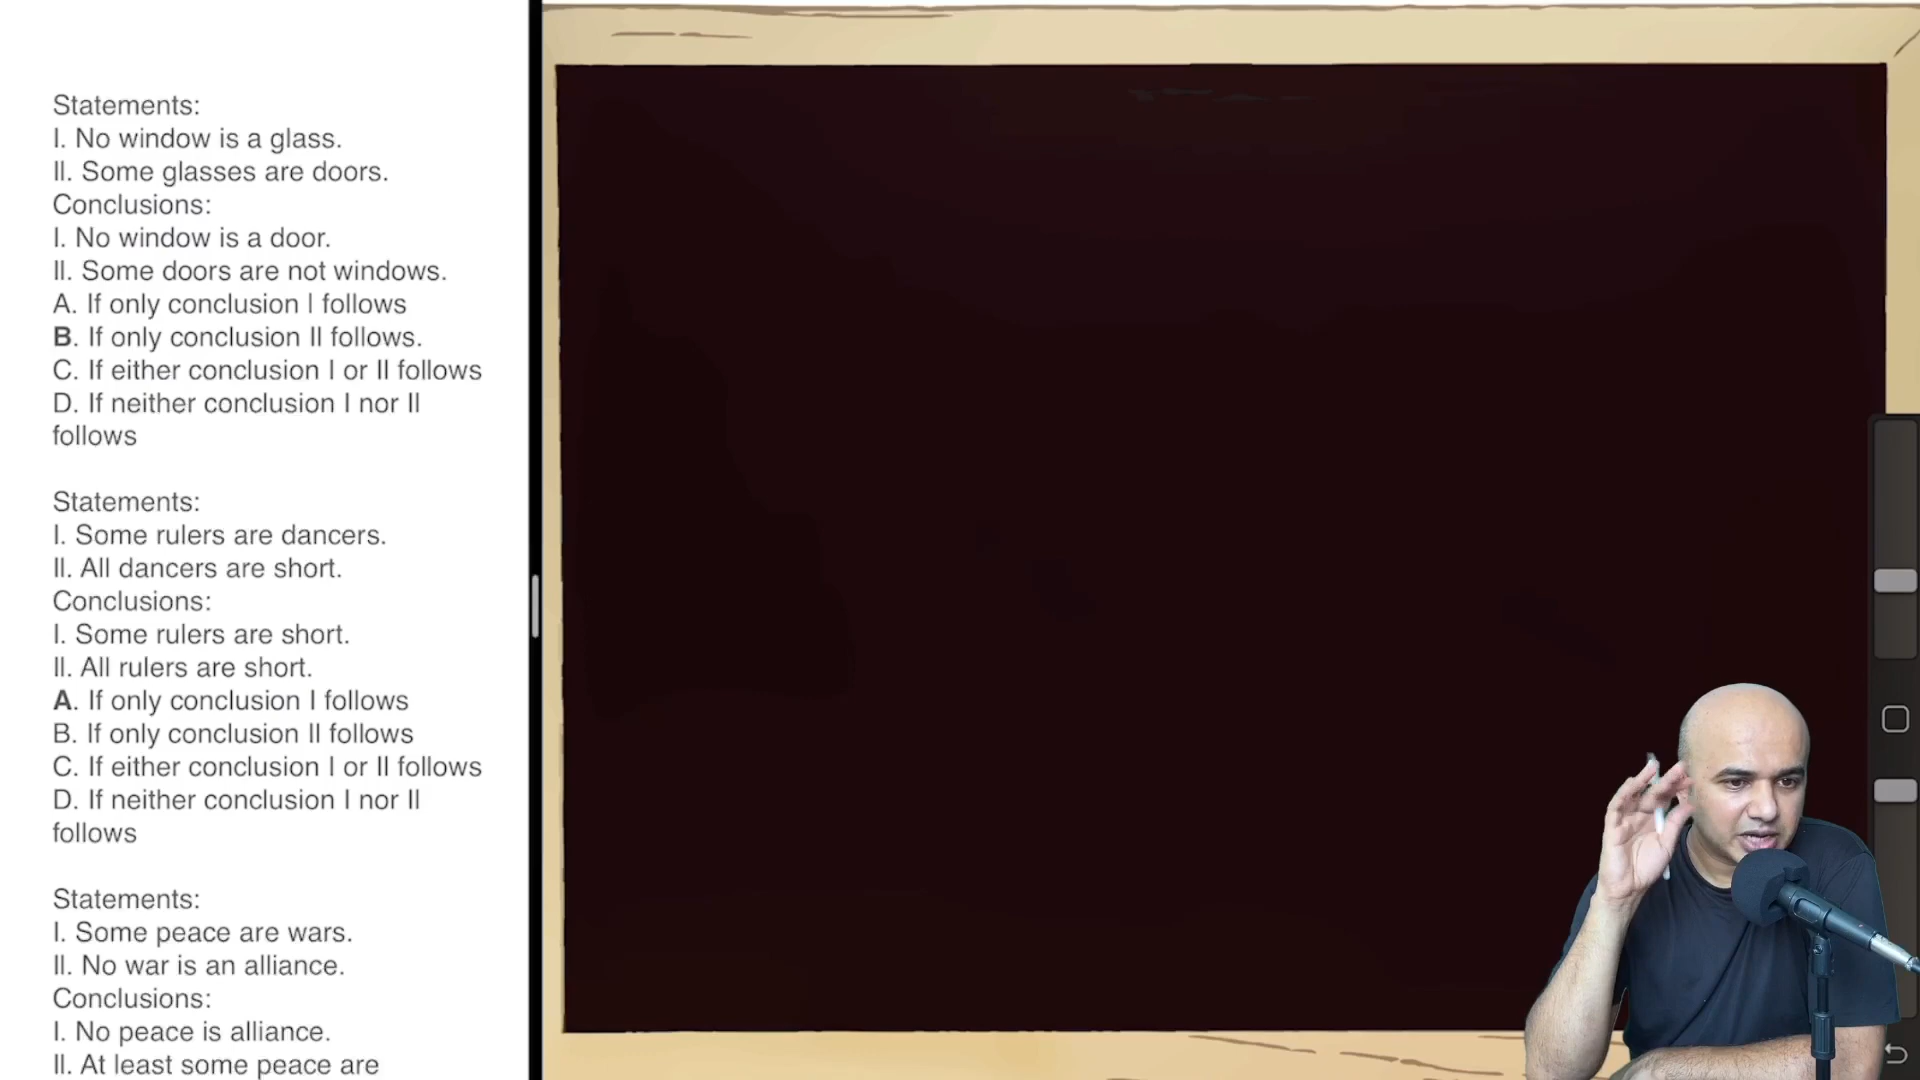 Statements:
I. No window is a glass.
II. Some glasses are doors.
Conclusions:
I. No window is a door.
II. Some doors are not windows.
A. If only conclusion I follows
B. If only conclusion II follows.
C. If either conclusion I or II follows
D. If neither conclusion I nor II
follows
Statements:
I. Some rulers are dancers.
II. All dancers are short.
Conclusions:
I. Some rulers are short.
II. All rulers are short.
A. If only conclusion I follows
B. If only conclusion II follows
C. If either conclusion I or II follows
D. If neither conclusion I nor II
follows
Statements:
I. Some peace are wars.
II. No war is an alliance.
Conclusions:
I. No peace is alliance.
II. At least some peace are